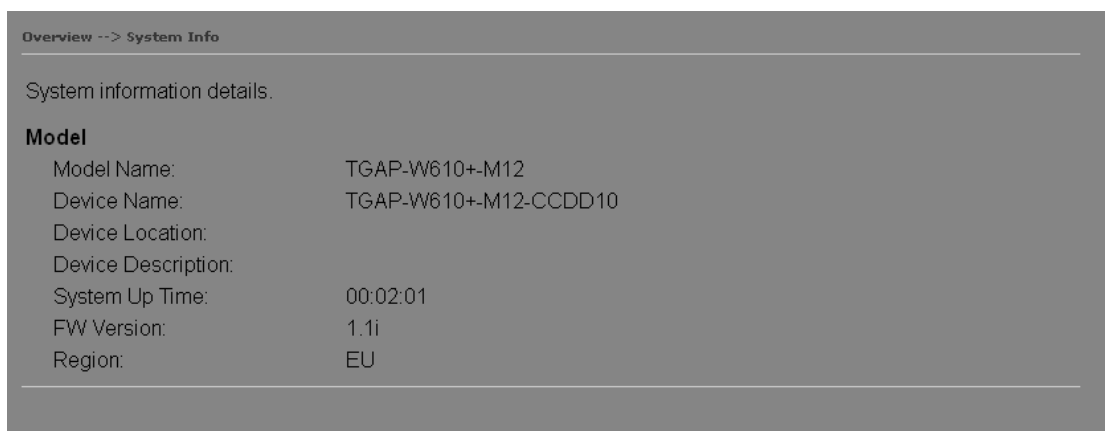 Overview --> System Info
System information details.
Model
Model Name: TGAP-W610+-M12
Device Name: TGAP-W610+-M12-CCDD10
Device Location:
Device Description:
System Up Time: 00:02:01
FW Version: 1.1i
Region: EU